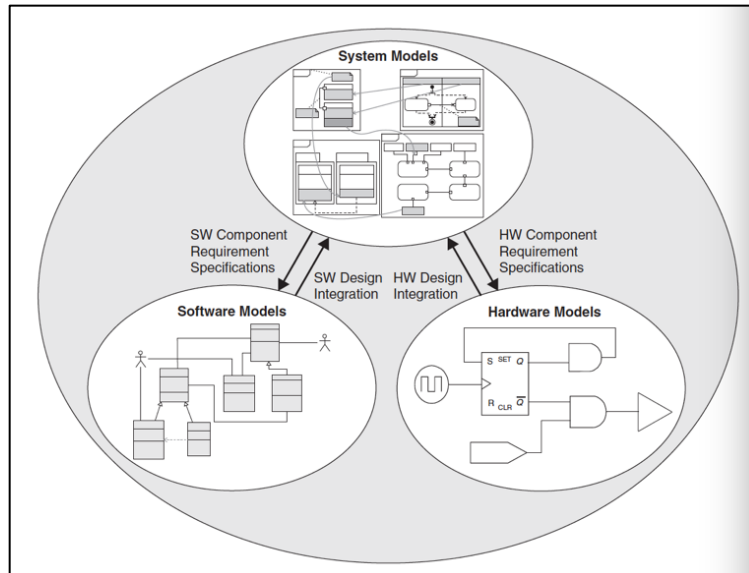 System Models
SW Component
Requirement
Specifications
SW Design
Integration
HW Design
Integration
HW Component
Requirement
Specifications
Software Models
Hardware Models
S SET Q
R CLR Q̅